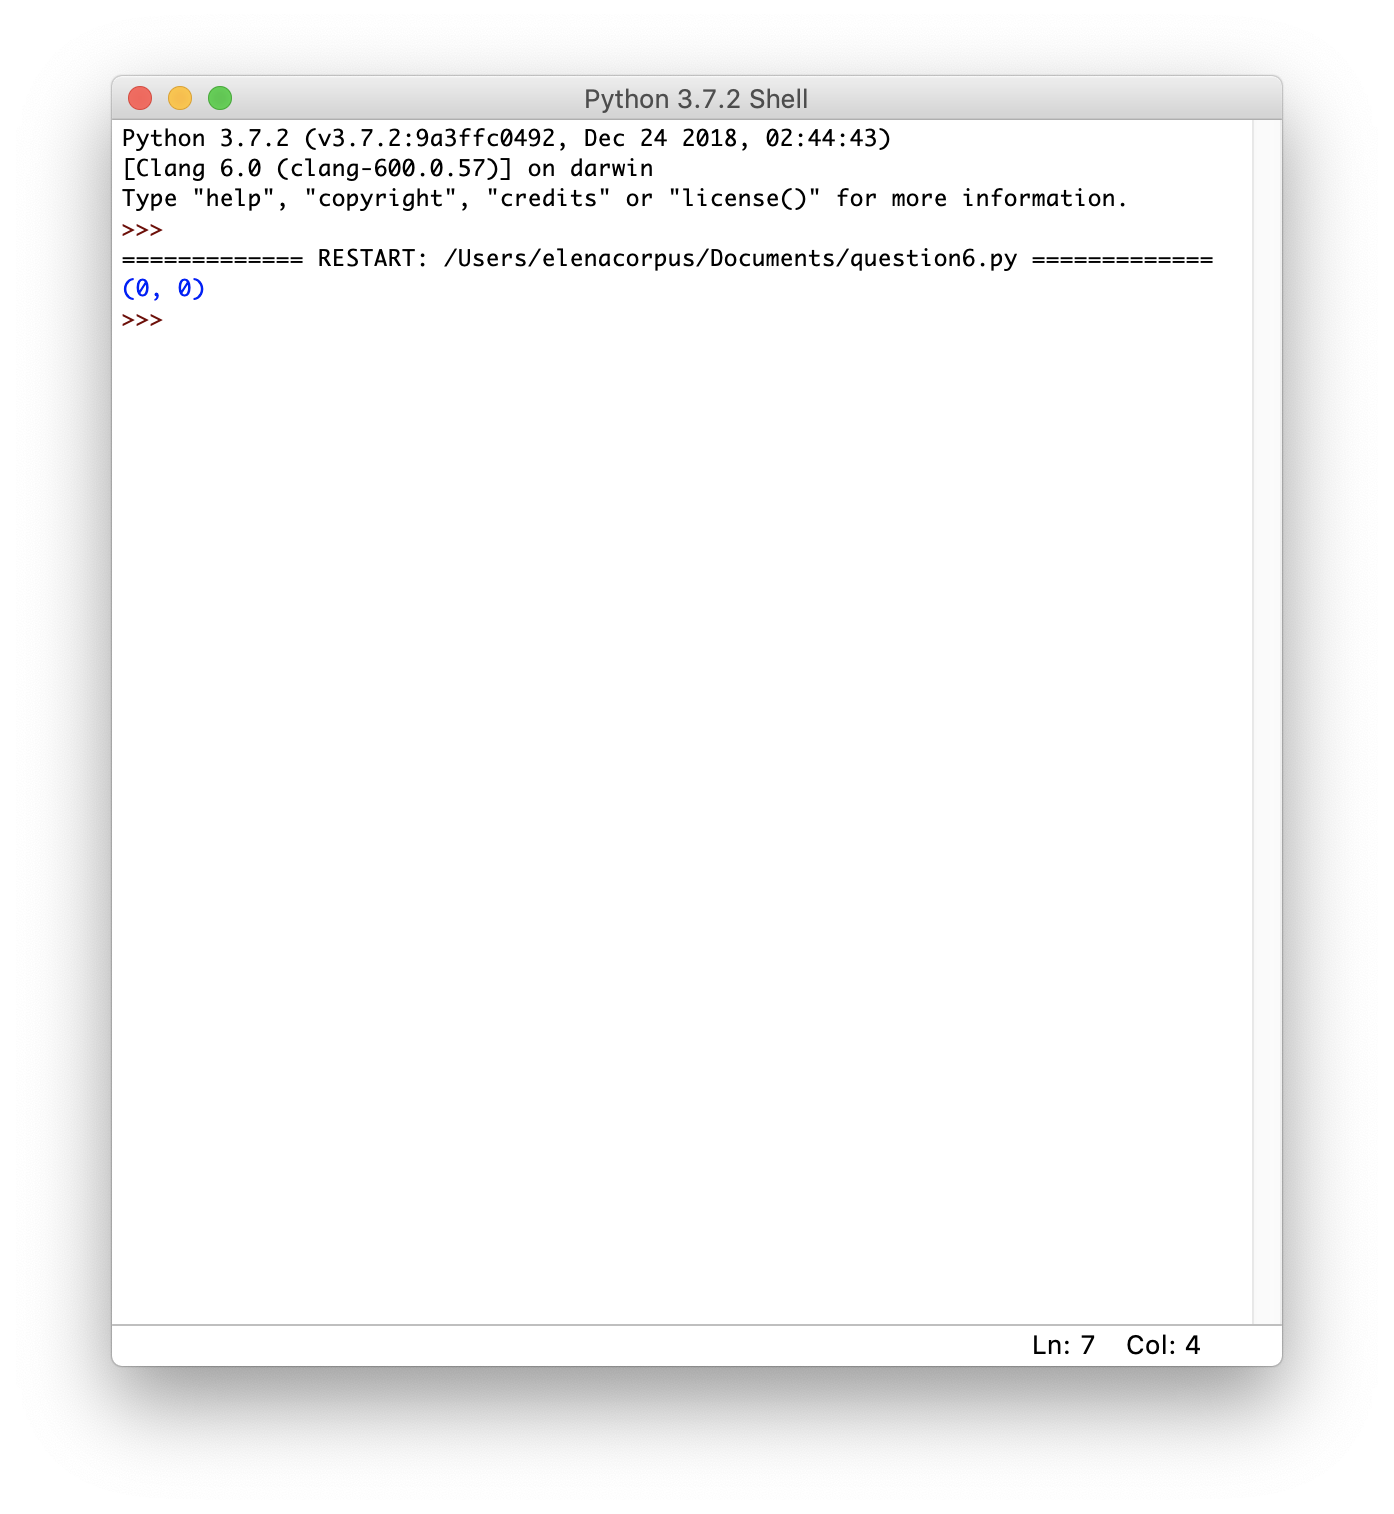 Python 3.7.2 Shell
Python 3.7.2 (v3.7.2:9a3ffc0492, Dec 24 2018, 02:44:43)
[Clang 6.0 (clang-600.0.57)] on darwin
Type "help", "copyright", "credits" or "license()" for more information.
>>>
============= RESTART: /Users/elenacorpus/Documents/question6.py =============
(0, 0)
>>>
Ln: 7 Col: 4